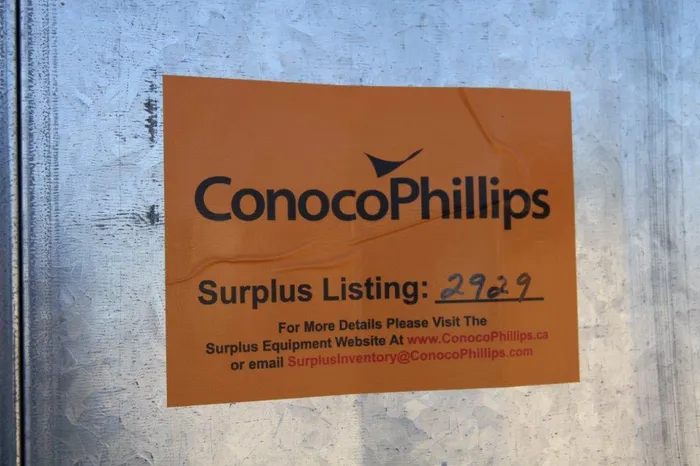 ConocoPhillips
Surplus Listing: 2929
For More Details Please Visit The
Surplus Equipment Website At www.ConocoPhillips.ca
or email SurplusInventory@ConocoPhillips.com